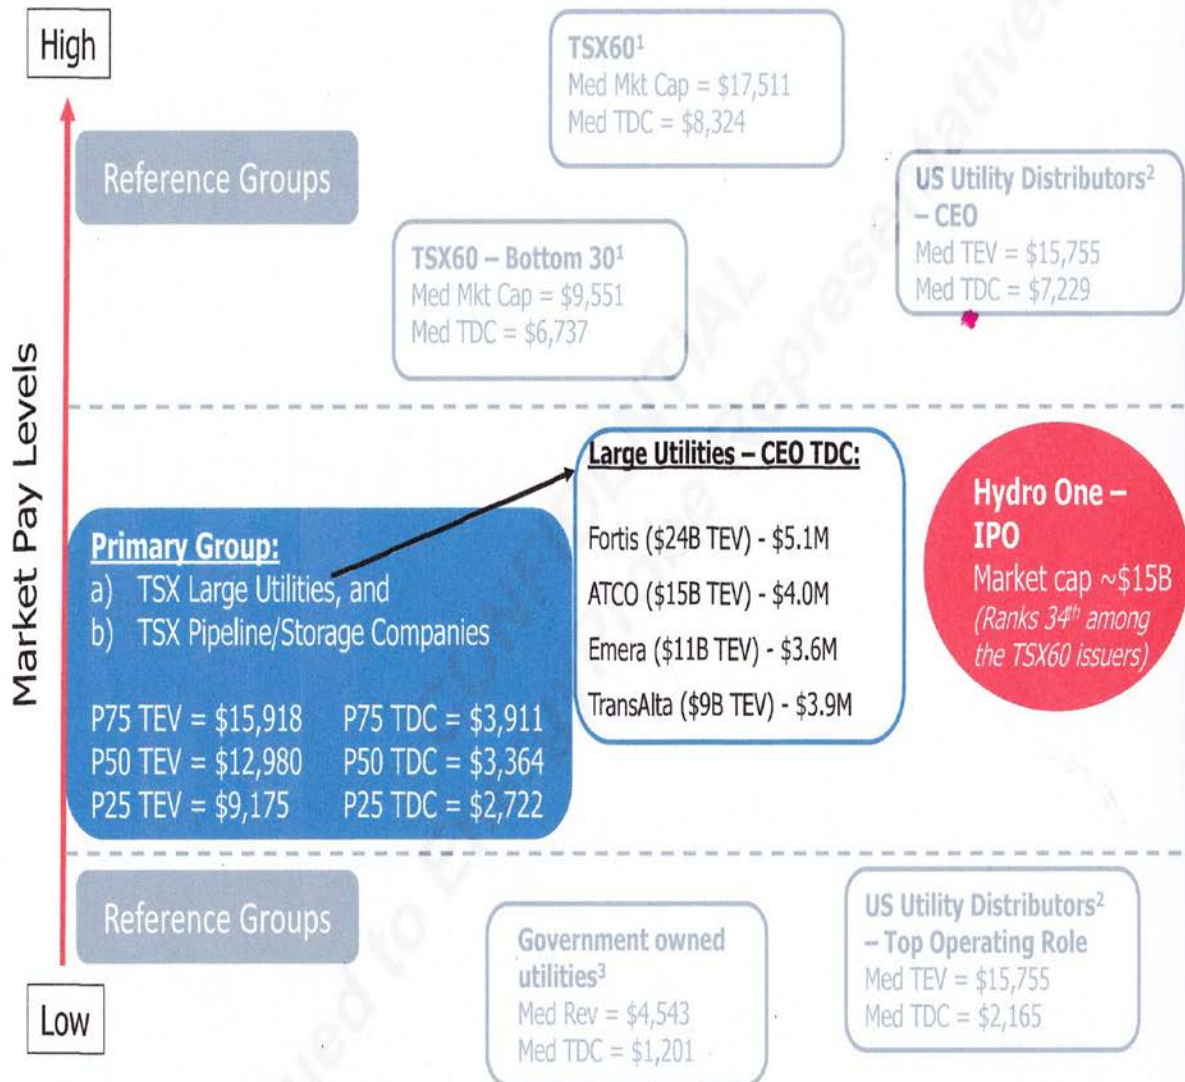 High
TSX60¹
Med Mkt Cap = $17,511
Med TDC = $8,324
Reference Groups
US Utility Distributors²
– CEO
Med TEV = $15,755
Med TDC = $7,229
TSX60 – Bottom 30¹
Med Mkt Cap = $9,551
Med TDC = $6,737
Market Pay Levels
Large Utilities – CEO TDC:
Fortis ($24B TEV) - $5.1M
ATCO ($15B TEV) - $4.0M
Emera ($11B TEV) - $3.6M
TransAlta ($9B TEV) - $3.9M
Hydro One –
IPO
Market cap ~$15B
(Ranks 34th among
the TSX60 issuers)
Primary Group:
a) TSX Large Utilities, and
b) TSX Pipeline/Storage Companies
P75 TEV = $15,918 P75 TDC = $3,911
P50 TEV = $12,980 P50 TDC = $3,364
P25 TEV = $9,175 P25 TDC = $2,722
Reference Groups
Government owned
utilities³
Med Rev = $4,543
Med TDC = $1,201
US Utility Distributors²
– Top Operating Role
Med TEV = $15,755
Med TDC = $2,165
Low
CONFIDENTIAL
Representative